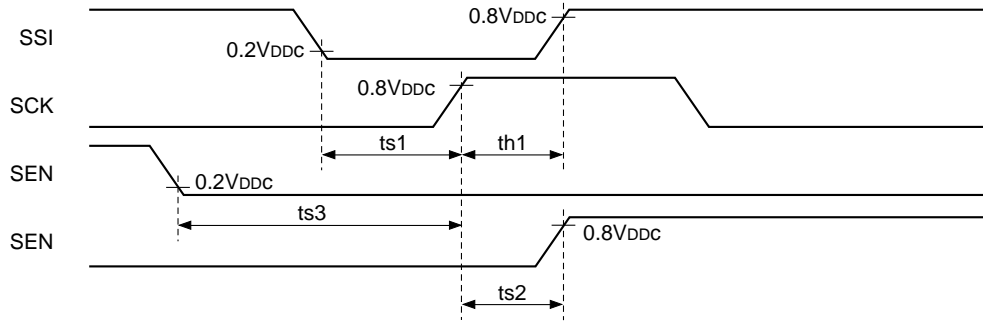 SSI
0.8VDDC
0.2VDDC
SCK
0.8VDDC
ts1
th1
SEN
0.2VDDC
ts3
SEN
0.8VDDC
ts2